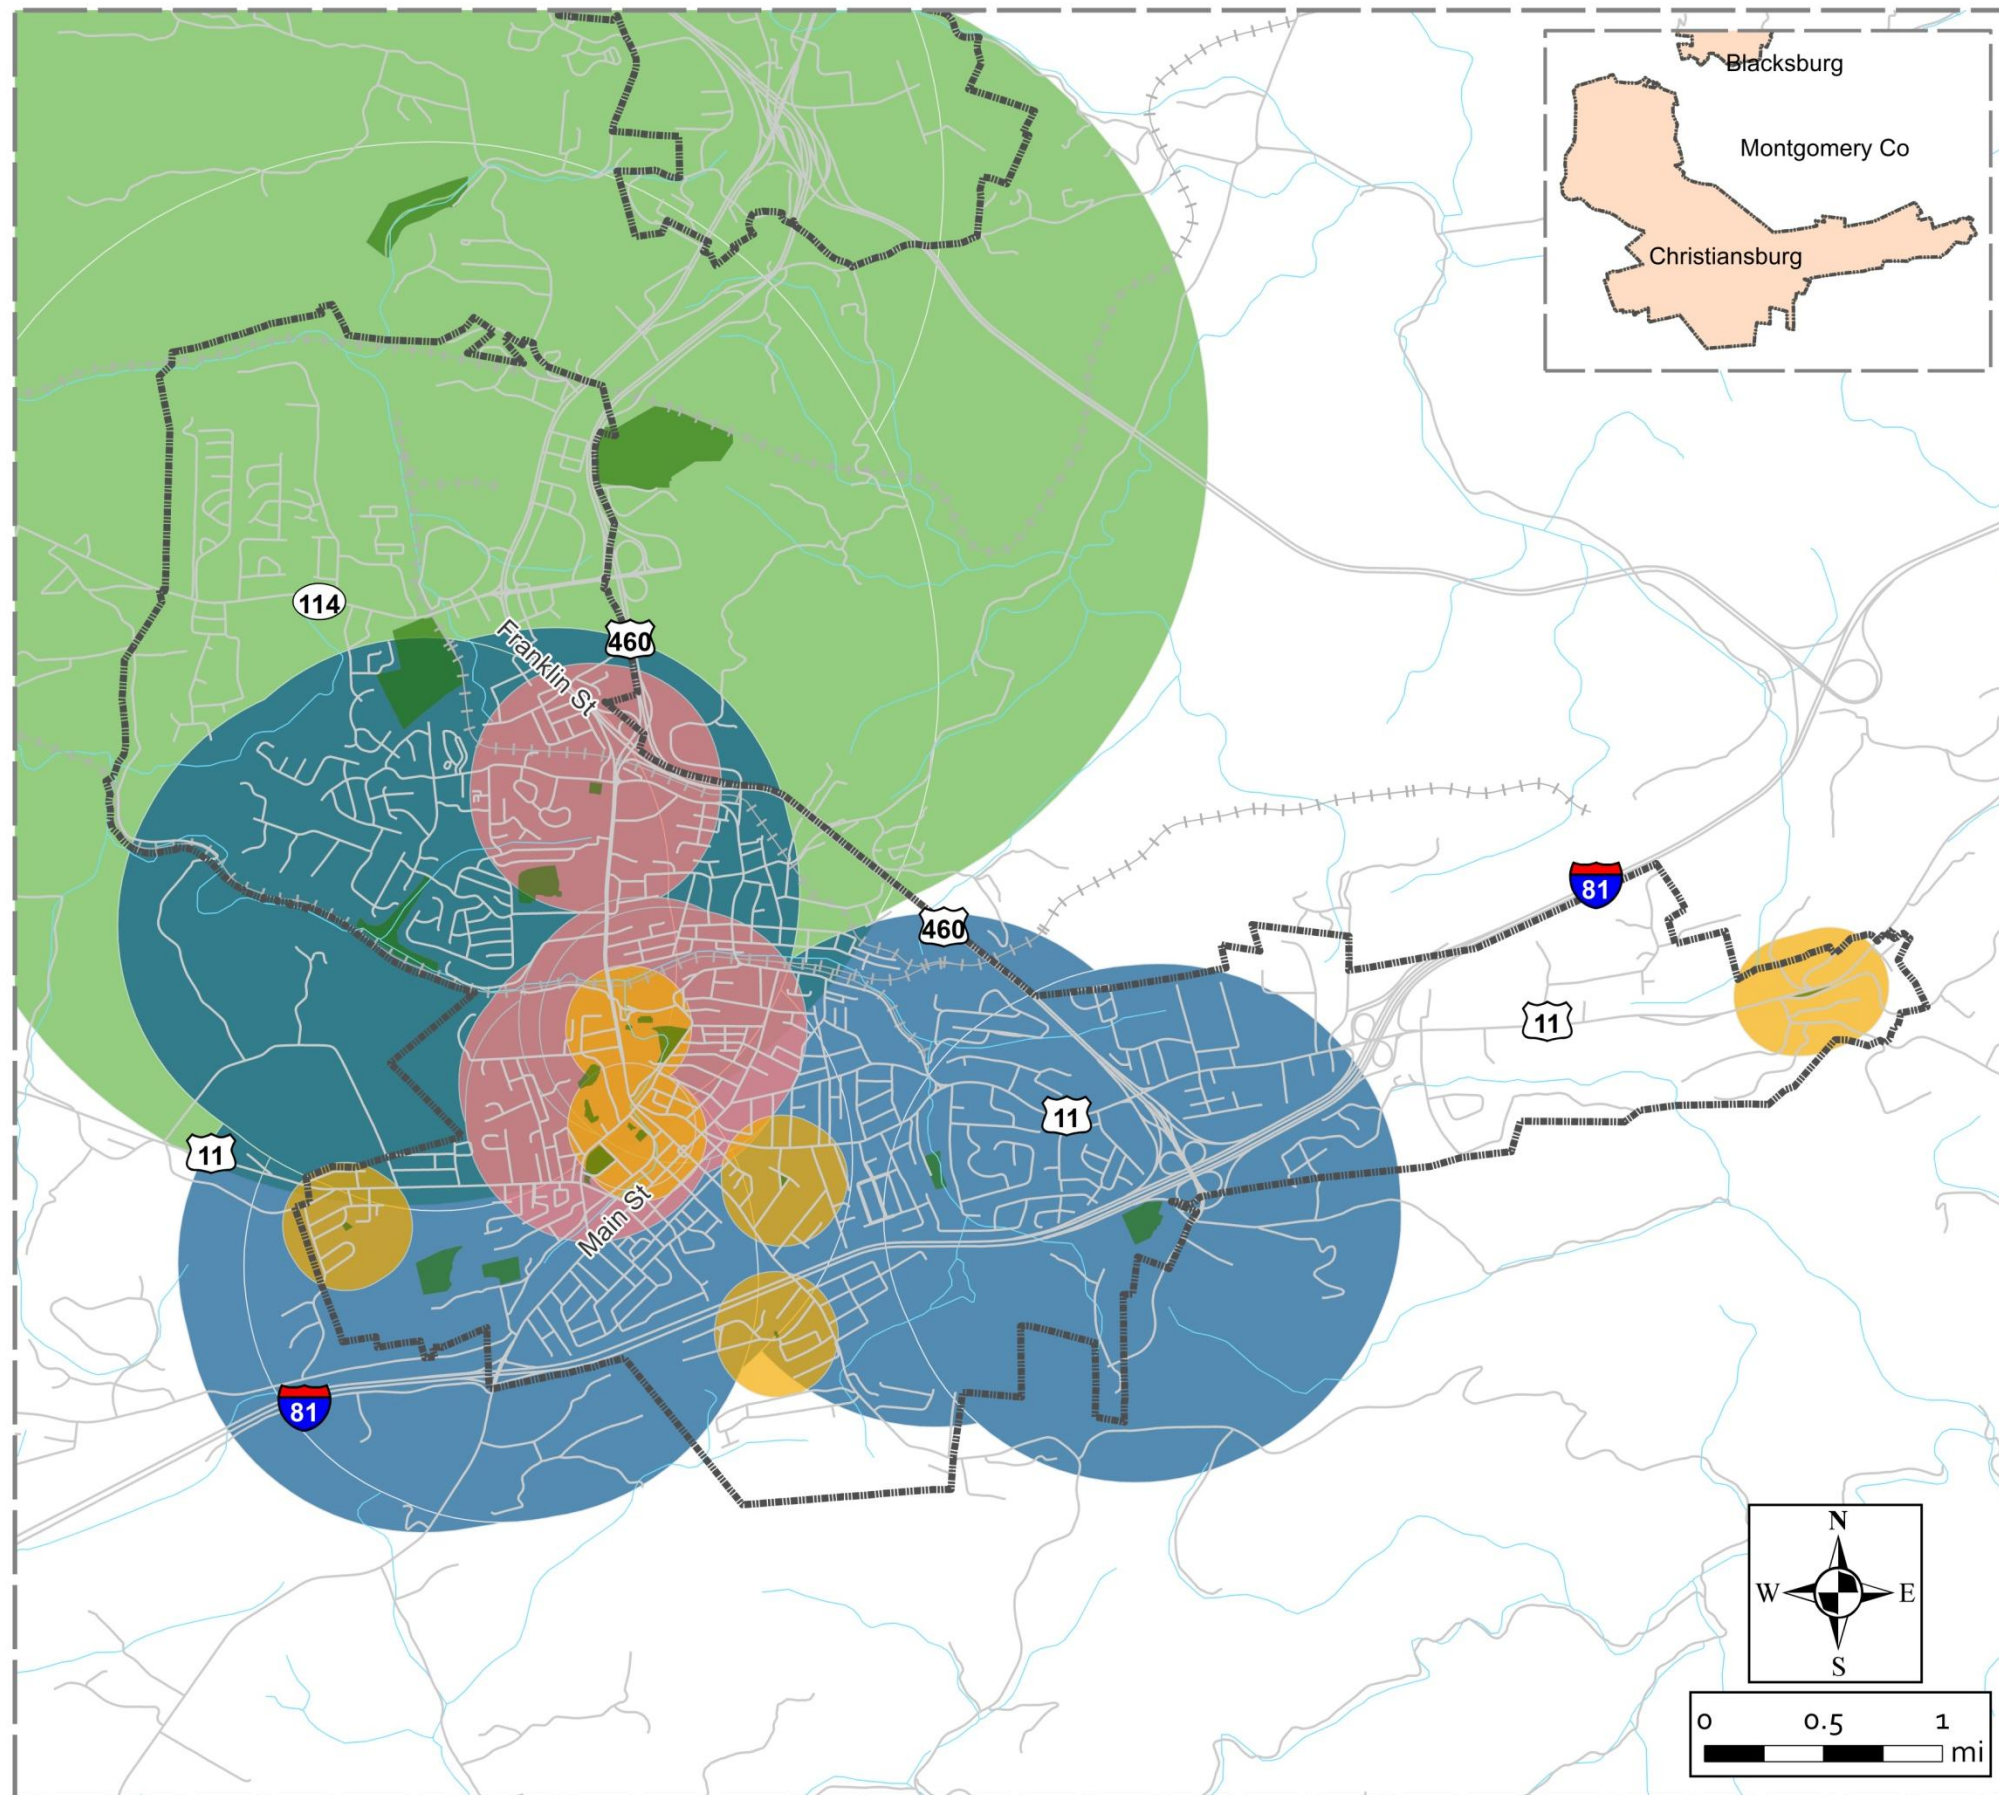 Blacksburg
Montgomery Co
Christiansburg
114
Franklin St
460
81
460
11
11
11
Main St
81
N
W E
S
0 0.5 1
mi